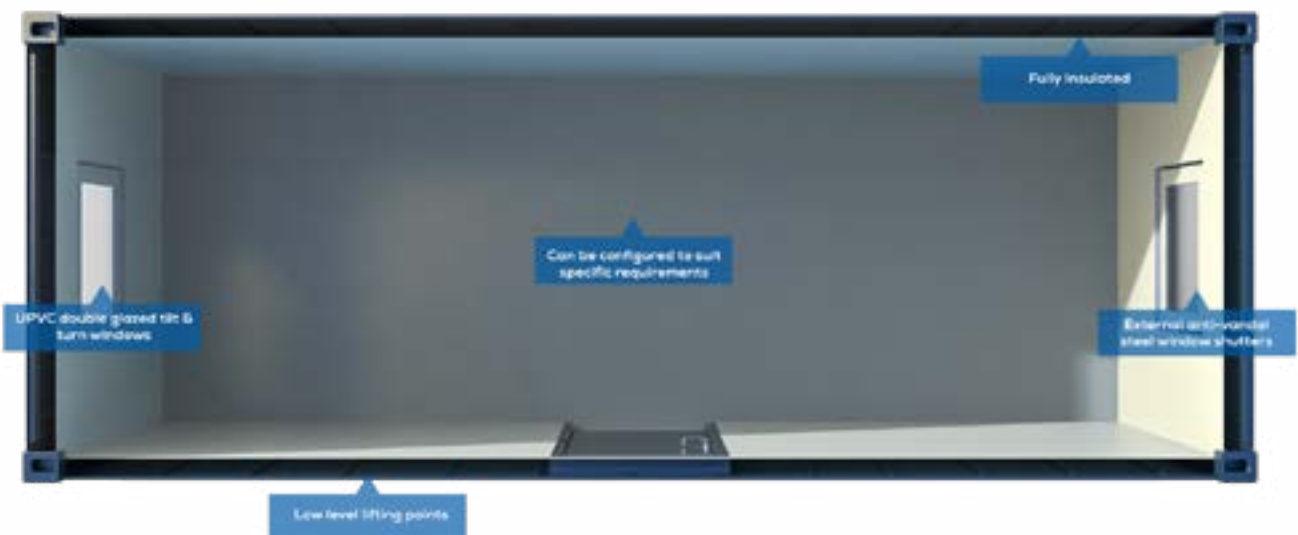 Fully insulated
Can be configured to suit
specific requirements
UPVC double glazed tilt &
turn windows
External anti-vandal
steel window shutters
Low level lifting points